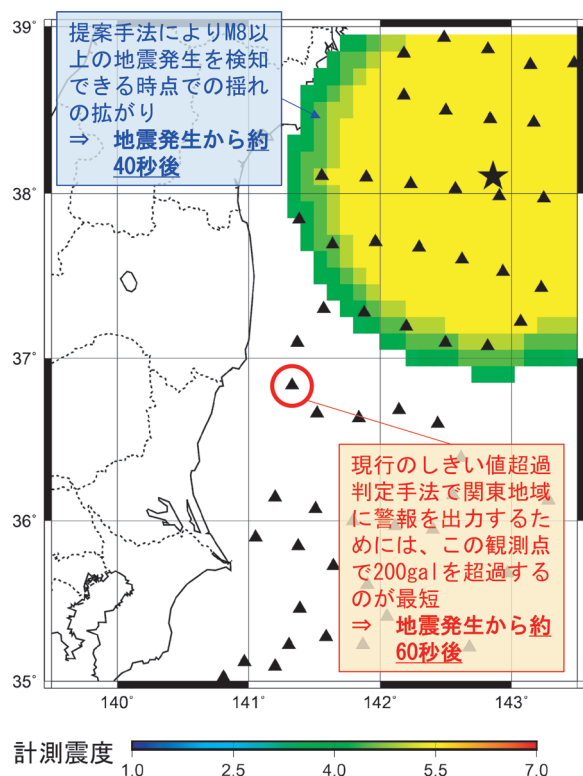 39°
38°
37°
36°
35°
提案手法によりM8以
上の地震発生を検知
できる時点での揺れ
の拡がり
⇒ 地震発生から約
40秒後
現行のしきい値超過
判定手法で関東地域
に警報を出力するた
めには、この観測点
で200galを超過する
のが最短
⇒ 地震発生から約
60秒後
140° 141° 142° 143°
計測震度
1.0 2.5 4.0 5.5 7.0